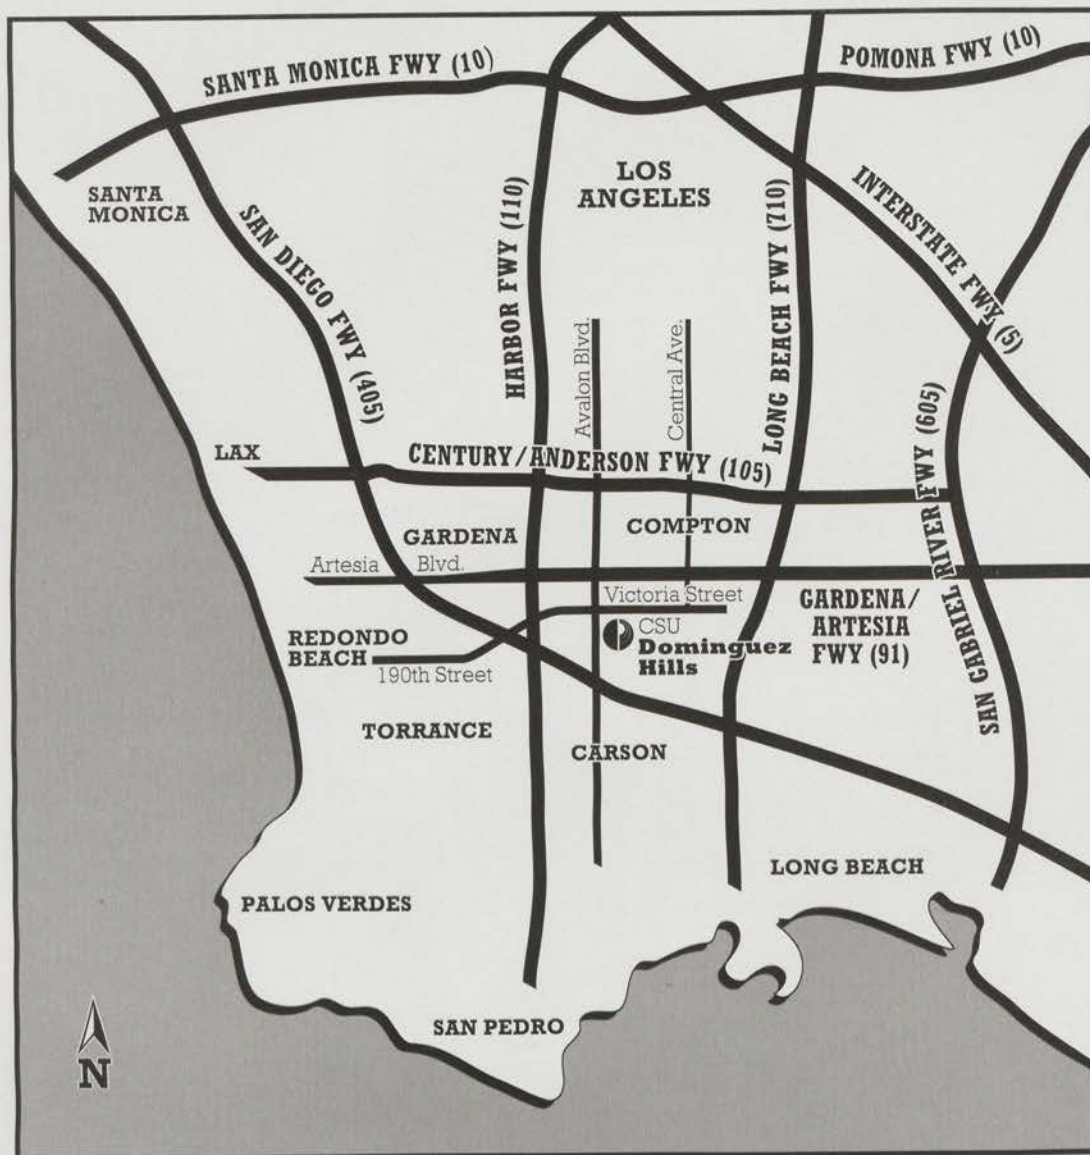 SANTA MONICA FWY (10)
POMONA FWY (10)
SANTA
MONICA
LOS
ANGELES
SAN DIEGO FWY (405)
HARBOR FWY (110)
LONG BEACH FWY (710)
INTERSTATE FWY (5)
Avalon Blvd.
Central Ave.
LAX
CENTURY/ANDERSON FWY (105)
SAN GABRIEL RIVER FWY (605)
GARDENA
COMPTON
Artesia Blvd.
Victoria Street
GARDENA/
ARTESIA
FWY (91)
CSU
Dominguez
Hills
REDONDO
BEACH
190th Street
TORRANCE
CARSON
LONG BEACH
PALOS VERDES
SAN PEDRO
N